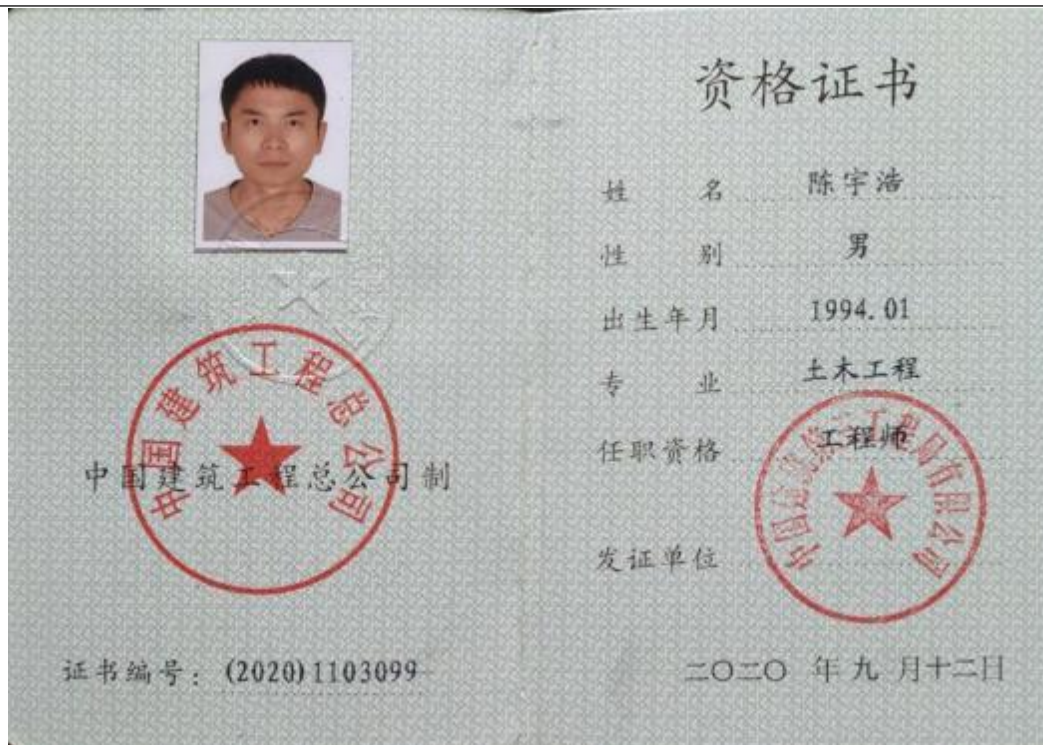 中国建筑工程总公司
中国建筑工程总公司制
证书编号：(2020)1103099
资格证书
姓 名 陈宇浩
性 别 男
出生年月 1994.01
专 业 土木工程
任职资格 工程师
发证单位
二〇二〇 年 九 月十二日